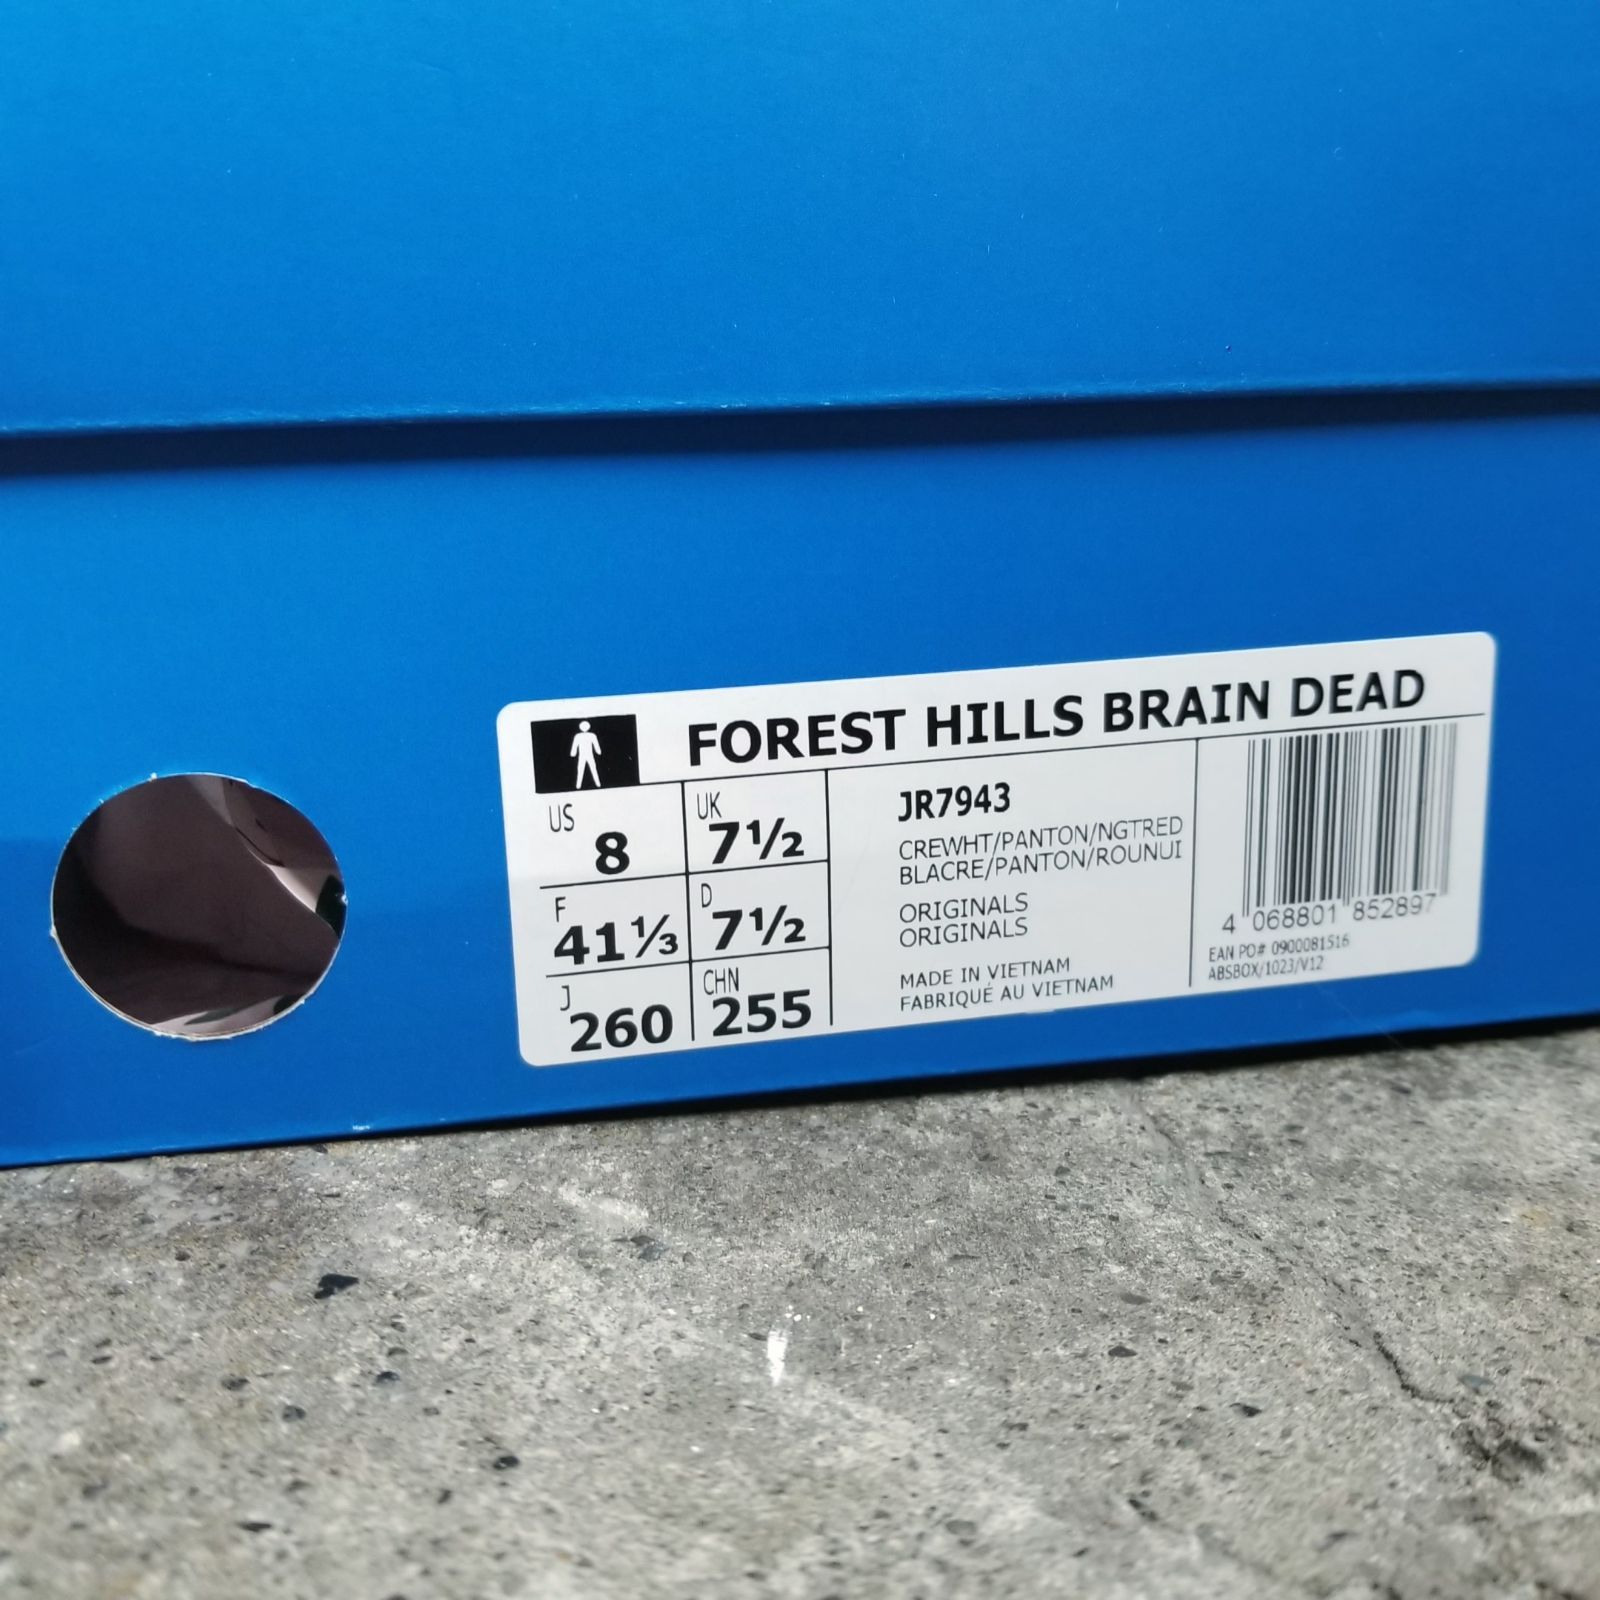 FOREST HILLS BRAIN DEAD
US 8
UK 7½
F 41⅓
D 7½
J 260
CHN 255
JR7943
CREWHT/PANTON/NGTRED
BLACRE/PANTON/ROUNUI
ORIGINALS
ORIGINALS
MADE IN VIETNAM
FABRIQUÉ AU VIETNAM
4 068801 852897
EAN PO# 0900081516
ABSBOX/1023/V12